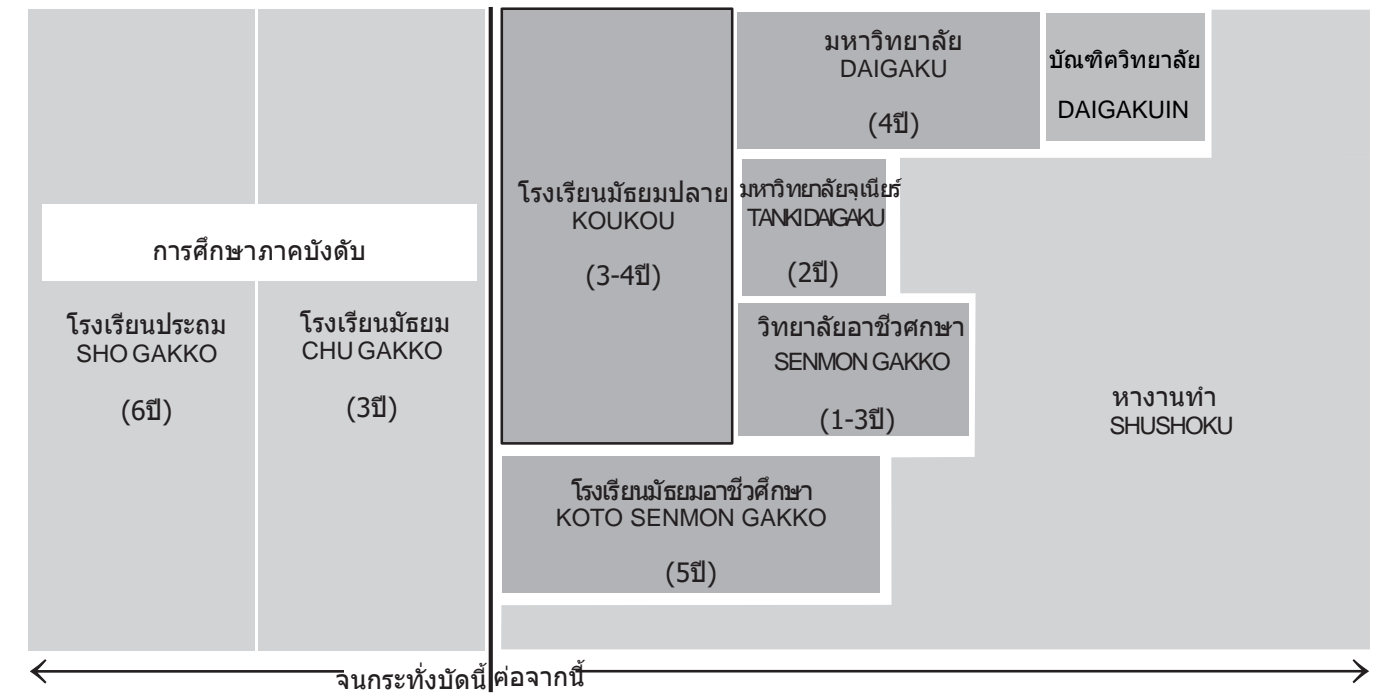 การศึกษาภาคบังดับ
โรงเรียนประถม
SHO GAKKO
(6ปี)
โรงเรียนมัธยม
CHU GAKKO
(3ปี)
โรงเรียนมัธยมปลาย
KOUKOU
(3-4ปี)
มหาวิทยาลัย
DAIGAKU
(4ปี)
บัณฑิควิทยาลัย
DAIGAKUIN
มหาวิทยาลัยจุเนียร์
TANKI DAIGAKU
(2ปี)
วิทยาลัยอาชีวศกษา
SENMON GAKKO
(1-3ปี)
โรงเรียนมัธยมอาชีวศึกษา
KOTO SENMON GAKKO
(5ปี)
หางานทำ
SHUSHOKU
จนกระทั่งบัดนี้ ค่อจากนี้